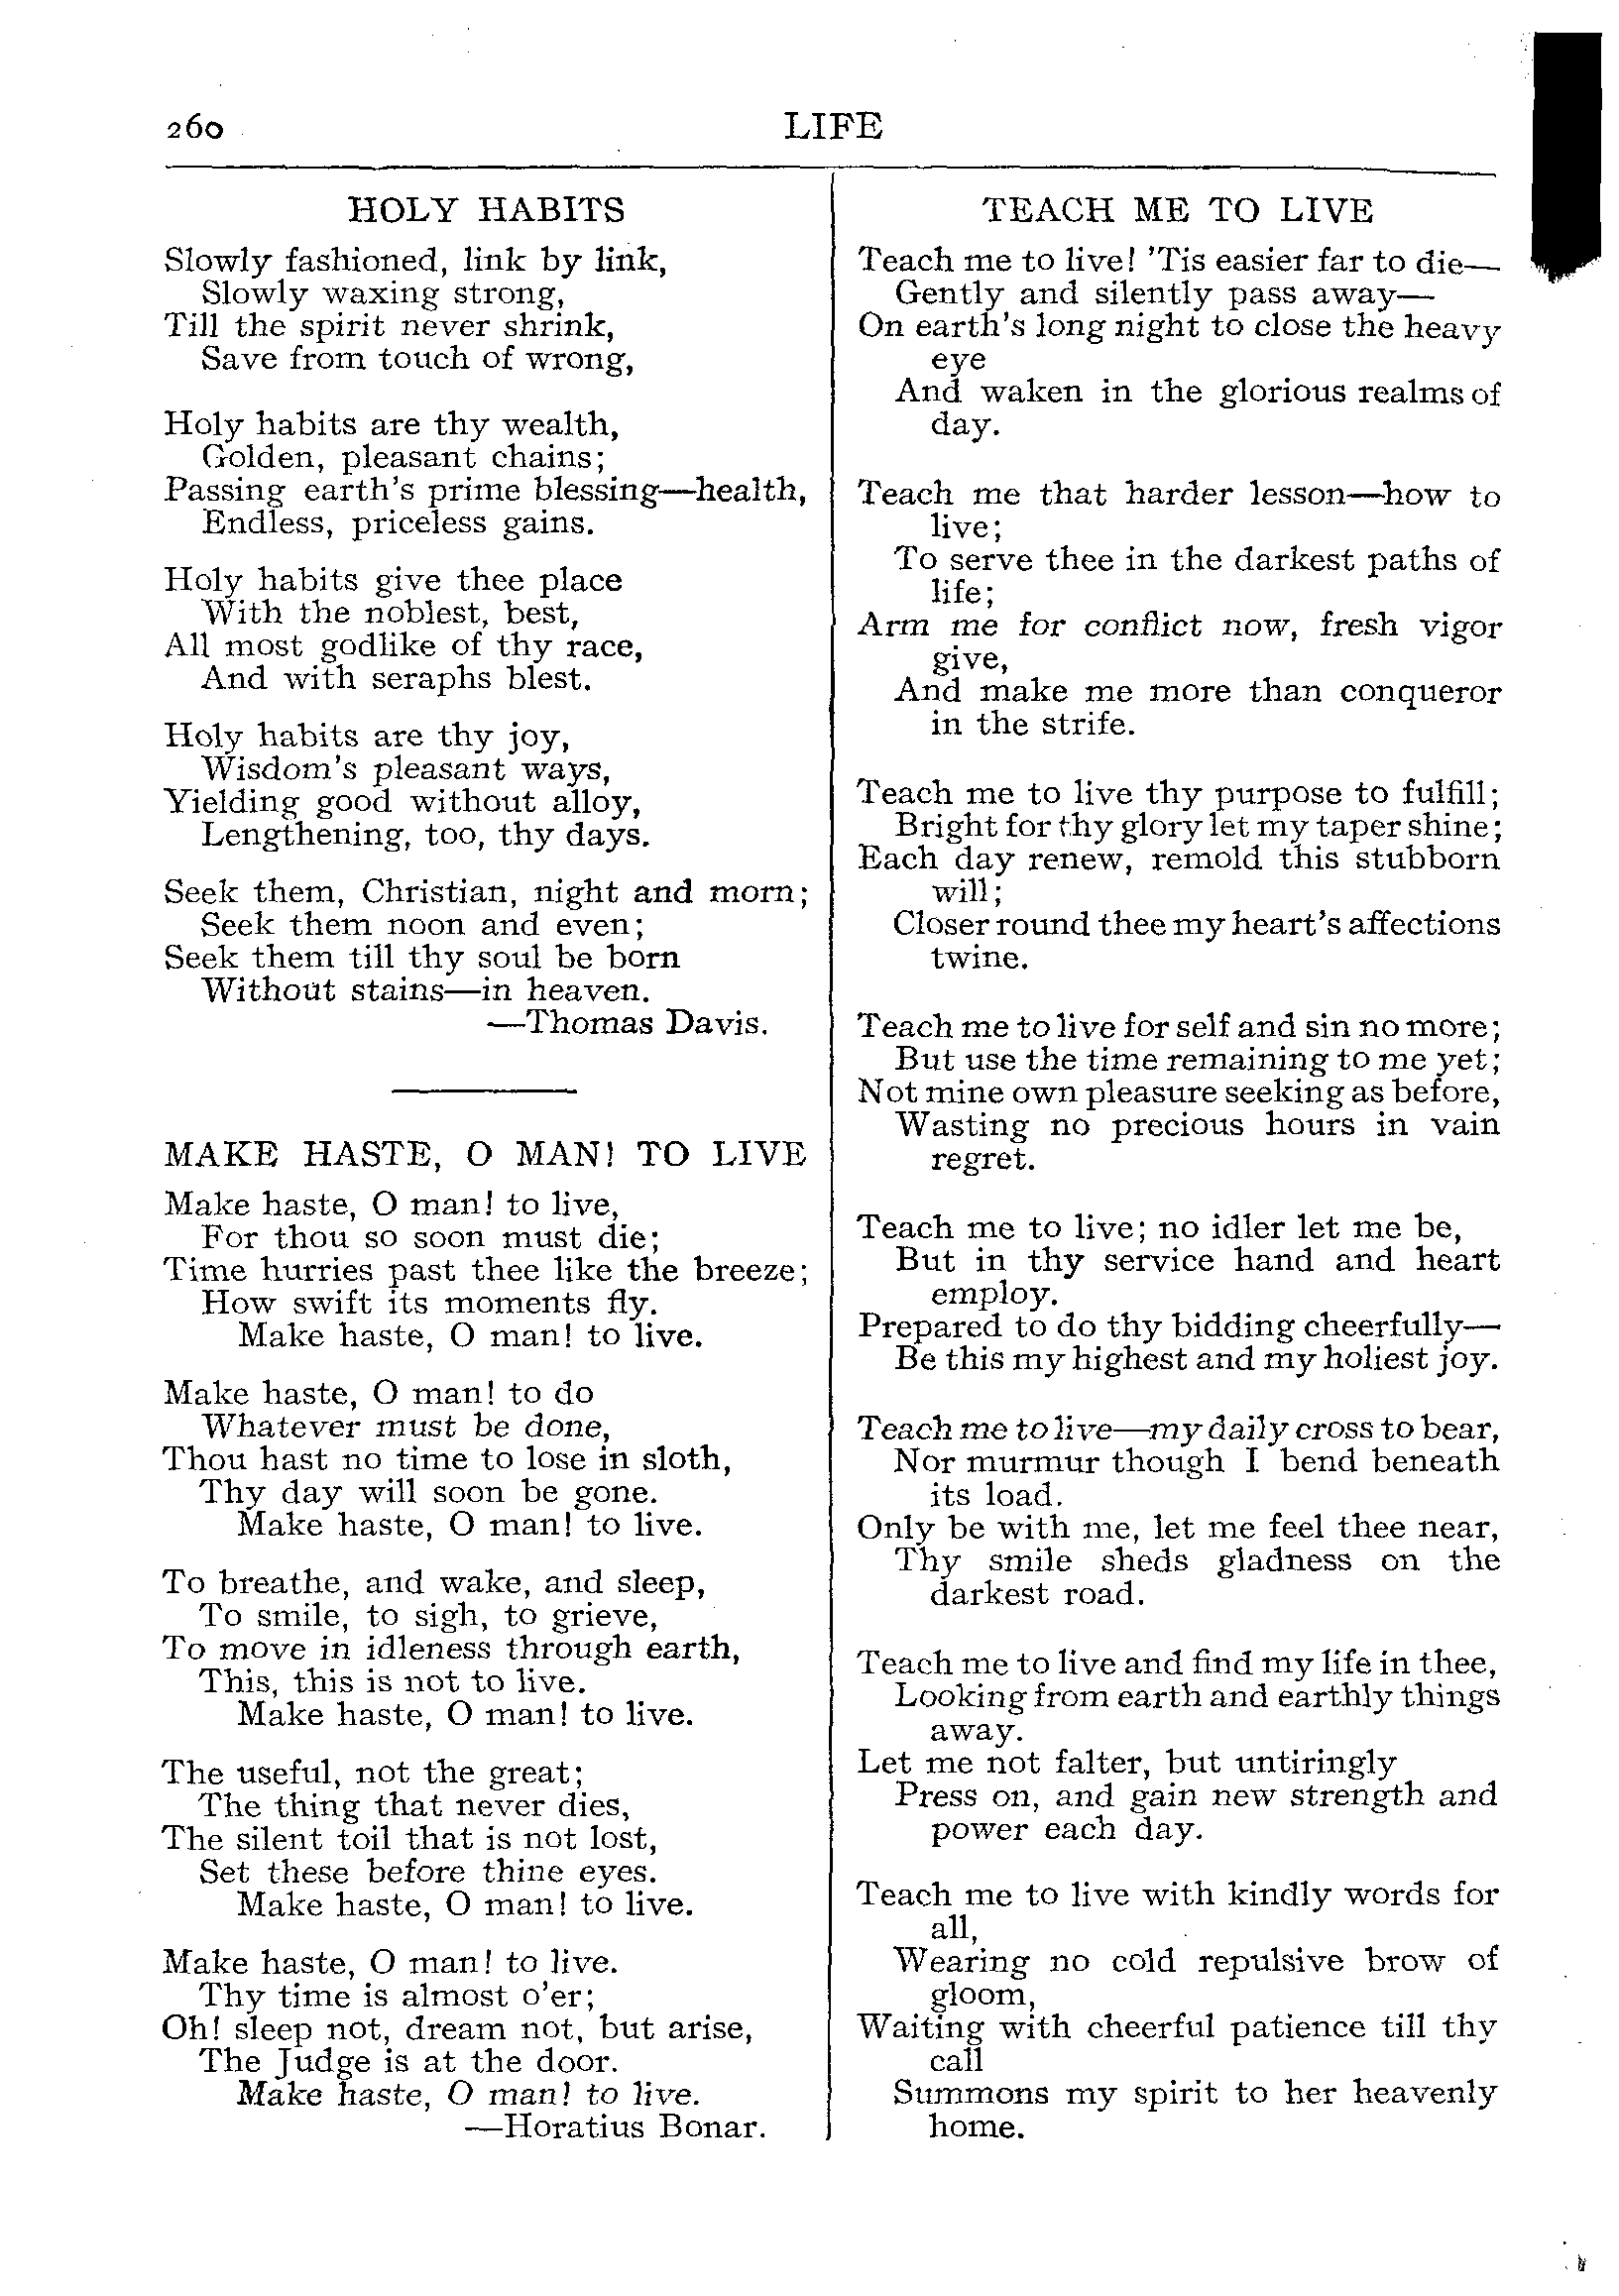 260
LIFE
HOLY HABITS
Slowly fashioned, link by link,
Slowly waxing strong,
Till the spirit never shrink,
Save from touch of wrong,
Holy habits are thy wealth,
Golden, pleasant chains;
Passing earth's prime blessing—health,
Endless, priceless gains.
Holy habits give thee place
With the noblest, best,
All most godlike of thy race,
And with seraphs blest.
Holy habits are thy joy,
Wisdom's pleasant ways,
Yielding good without alloy,
Lengthening, too, thy days.
Seek them, Christian, night and morn;
Seek them noon and even;
Seek them till thy soul be born
Without stains—in heaven.
—Thomas Davis.
MAKE HASTE, O MAN! TO LIVE
Make haste, O man! to live,
For thou so soon must die;
Time hurries past thee like the breeze;
How swift its moments fly.
Make haste, O man! to live.
Make haste, O man! to do
Whatever must be done,
Thou hast no time to lose in sloth,
Thy day will soon be gone.
Make haste, O man! to live.
To breathe, and wake, and sleep,
To smile, to sigh, to grieve,
To move in idleness through earth,
This, this is not to live.
Make haste, O man! to live.
The useful, not the great;
The thing that never dies,
The silent toil that is not lost,
Set these before thine eyes.
Make haste, O man! to live.
Make haste, O man! to live.
Thy time is almost o'er;
Oh! sleep not, dream not, but arise,
The Judge is at the door.
Make haste, O man! to live.
—Horatius Bonar.
TEACH ME TO LIVE
Teach me to live! 'Tis easier far to die—
Gently and silently pass away—
On earth's long night to close the heavy
eye
And waken in the glorious realms of
day.
Teach me that harder lesson—how to
live;
To serve thee in the darkest paths of
life;
Arm me for conflict now, fresh vigor
give,
And make me more than conqueror
in the strife.
Teach me to live thy purpose to fulfill;
Bright for thy glory let my taper shine;
Each day renew, remold this stubborn
will;
Closer round thee my heart's affections
twine.
Teach me to live for self and sin no more;
But use the time remaining to me yet;
Not mine own pleasure seeking as before,
Wasting no precious hours in vain
regret.
Teach me to live; no idler let me be,
But in thy service hand and heart
employ.
Prepared to do thy bidding cheerfully—
Be this my highest and my holiest joy.
Teach me to live—my daily cross to bear,
Nor murmur though I bend beneath
its load.
Only be with me, let me feel thee near,
Thy smile sheds gladness on the
darkest road.
Teach me to live and find my life in thee,
Looking from earth and earthly things
away.
Let me not falter, but untiringly
Press on, and gain new strength and
power each day.
Teach me to live with kindly words for
all,
Wearing no cold repulsive brow of
gloom,
Waiting with cheerful patience till thy
call
Summons my spirit to her heavenly
home.